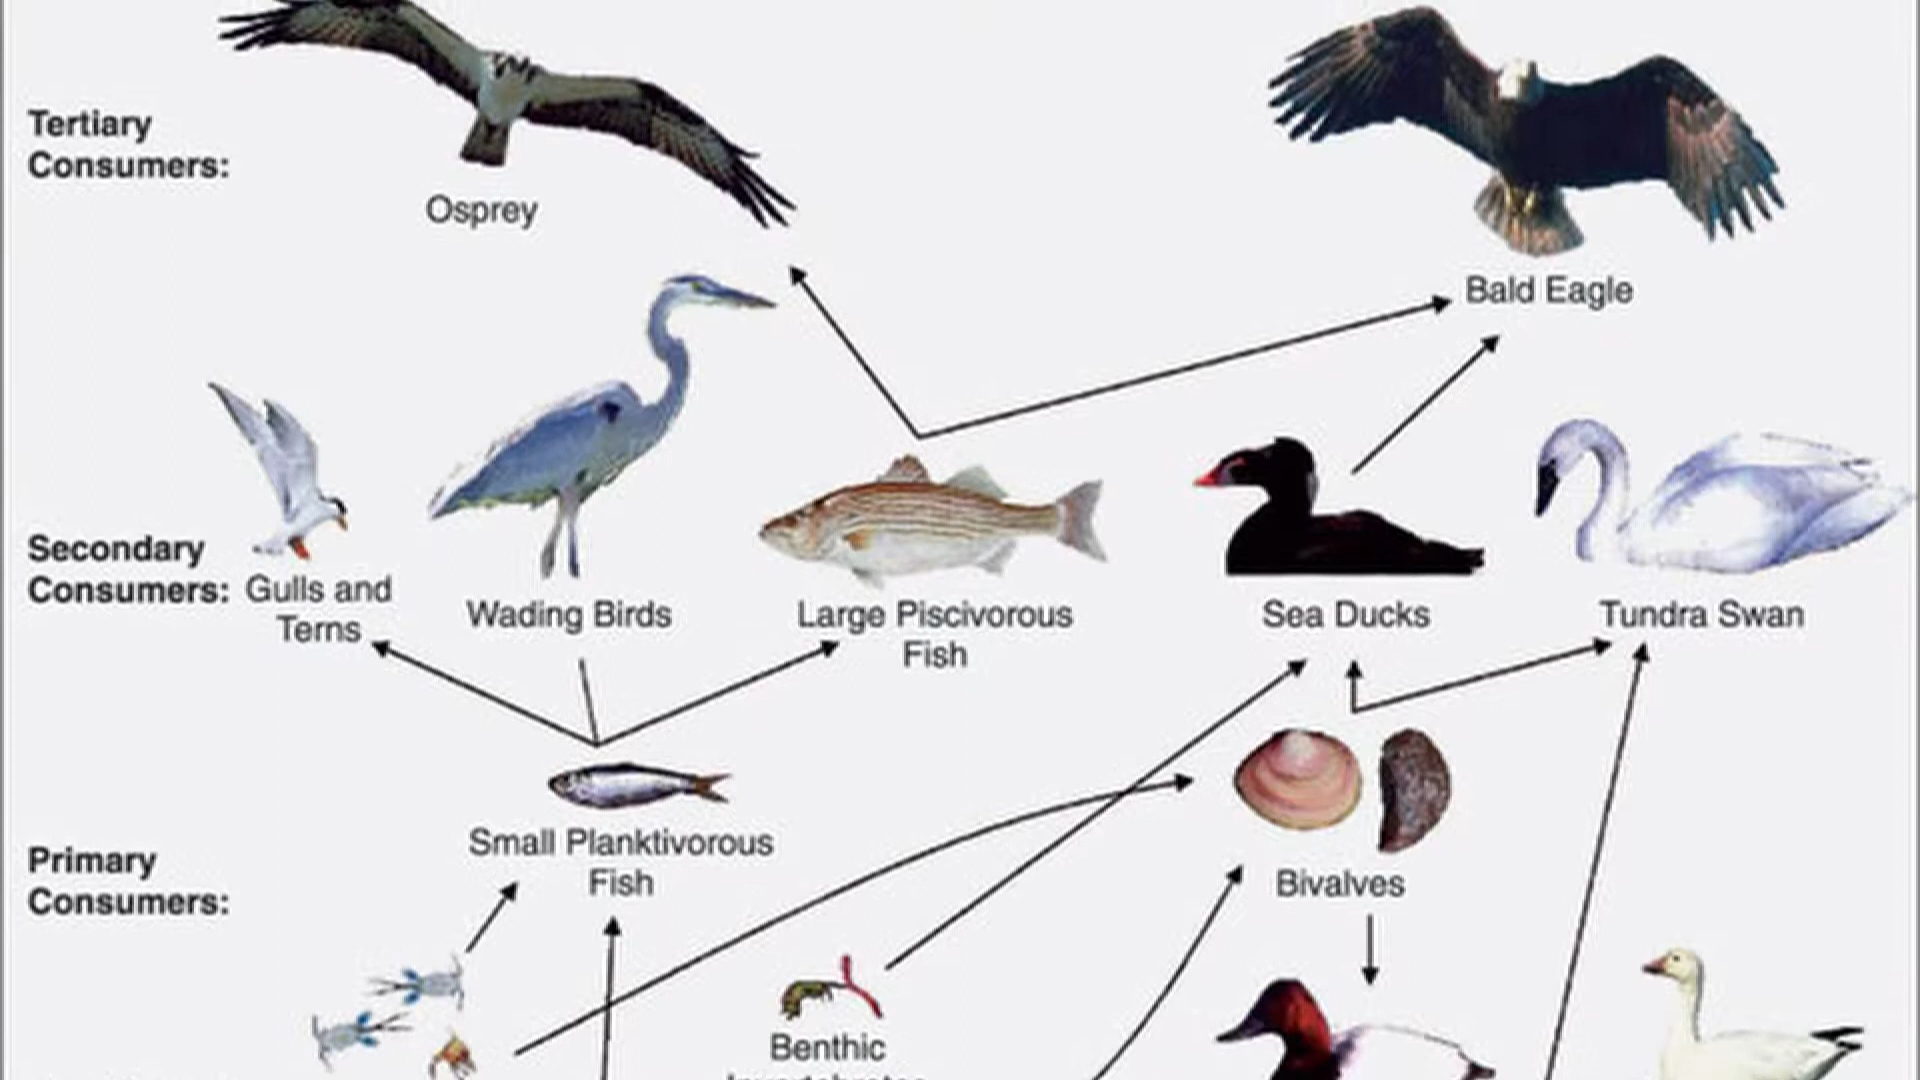 Tertiary
Consumers:
Osprey
Bald Eagle
Secondary
Consumers:
Gulls and
Terns
Wading Birds
Large Piscivorous
Fish
Sea Ducks
Tundra Swan
Primary
Consumers:
Small Planktivorous
Fish
Bivalves
Benthic